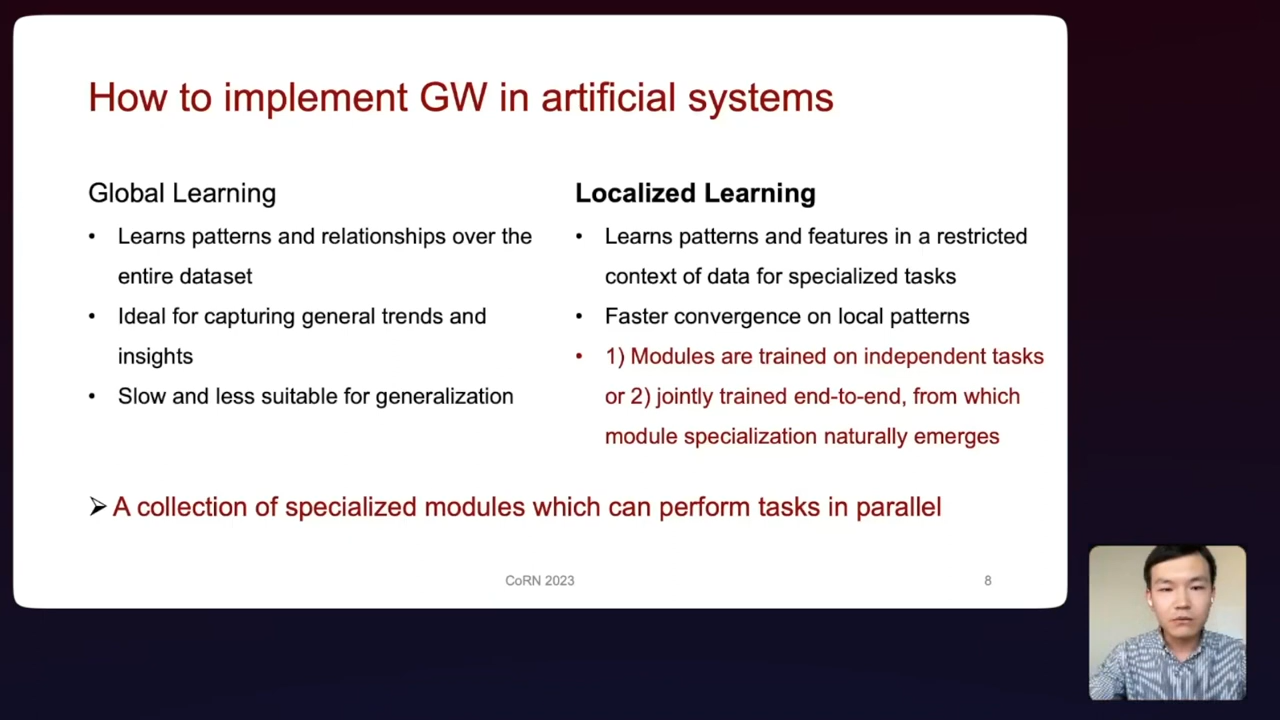 How to implement GW in artificial systems
Global Learning
• Learns patterns and relationships over the
entire dataset
• Ideal for capturing general trends and
insights
• Slow and less suitable for generalization
Localized Learning
• Learns patterns and features in a restricted
context of data for specialized tasks
• Faster convergence on local patterns
• 1) Modules are trained on independent tasks
or 2) jointly trained end-to-end, from which
module specialization naturally emerges
➢ A collection of specialized modules which can perform tasks in parallel
CoRN 2023
8